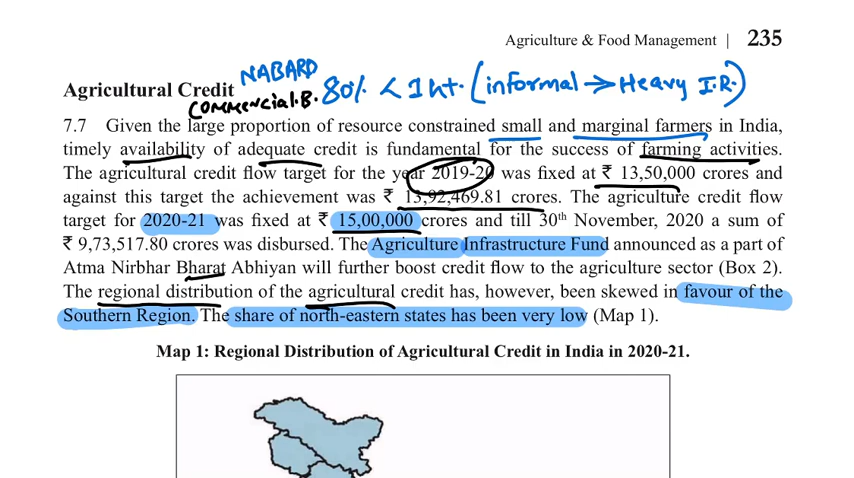 Agriculture & Food Management | 235
NABARD
Agricultural Credit
80% < 1 ht. (informal → Heavy I.R.)
Commercial.B.
7.7 Given the large proportion of resource constrained small and marginal farmers in India,
timely availability of adequate credit is fundamental for the success of farming activities.
The agricultural credit flow target for the year 2019-20 was fixed at ₹ 13,50,000 crores and
against this target the achievement was ₹ 13,92,469.81 crores. The agriculture credit flow
target for 2020-21 was fixed at ₹ 15,00,000 crores and till 30th November, 2020 a sum of
₹ 9,73,517.80 crores was disbursed. The Agriculture Infrastructure Fund announced as a part of
Atma Nirbhar Bharat Abhiyan will further boost credit flow to the agriculture sector (Box 2).
The regional distribution of the agricultural credit has, however, been skewed in favour of the
Southern Region. The share of north-eastern states has been very low (Map 1).
Map 1: Regional Distribution of Agricultural Credit in India in 2020-21.